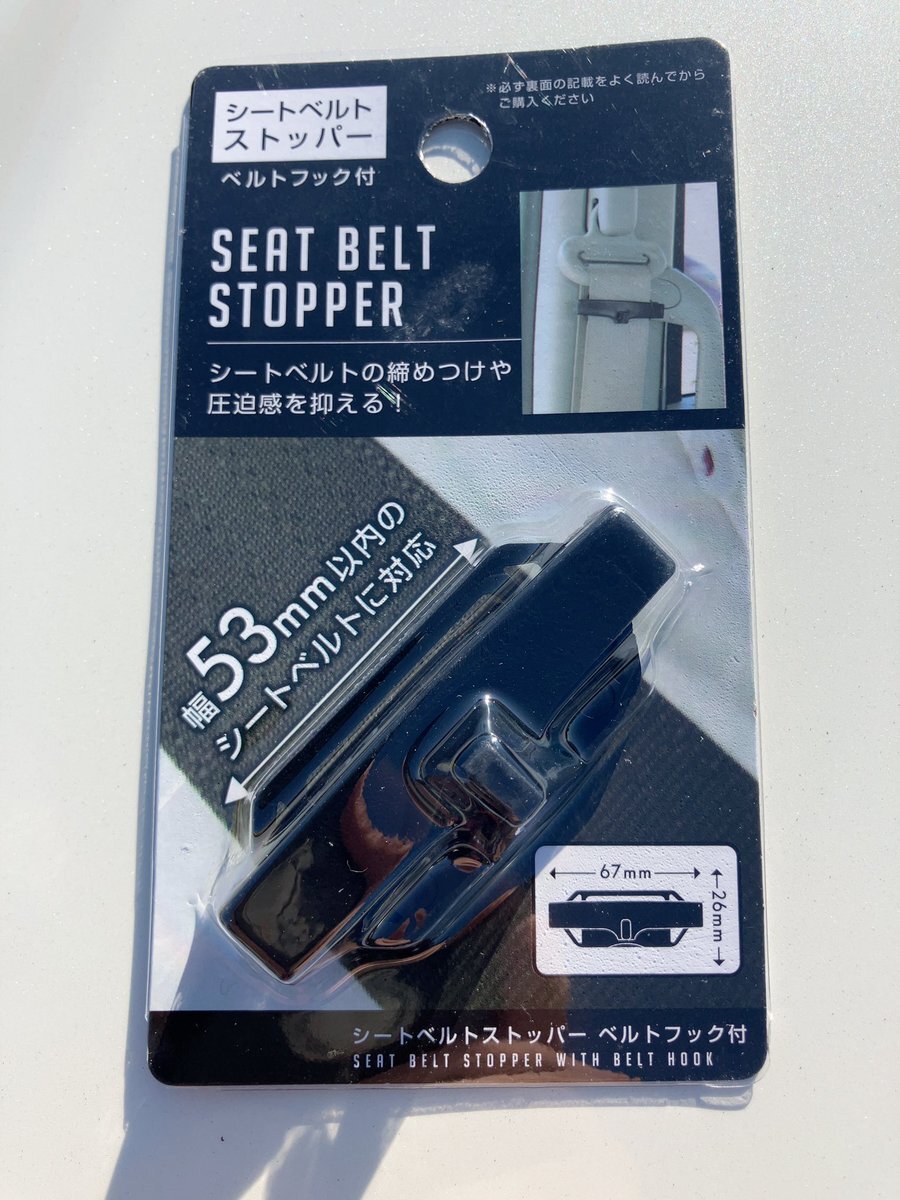 シートベルト
ストッパー
ベルトフック付
※必ず裏面の記載をよく読んでから
ご購入ください
SEAT BELT
STOPPER
シートベルトの締めつけや
圧迫感を抑える！
幅53mm以内の
シートベルトに対応
67mm
26mm
シートベルトストッパー ベルトフック付
SEAT BELT STOPPER WITH BELT HOOK